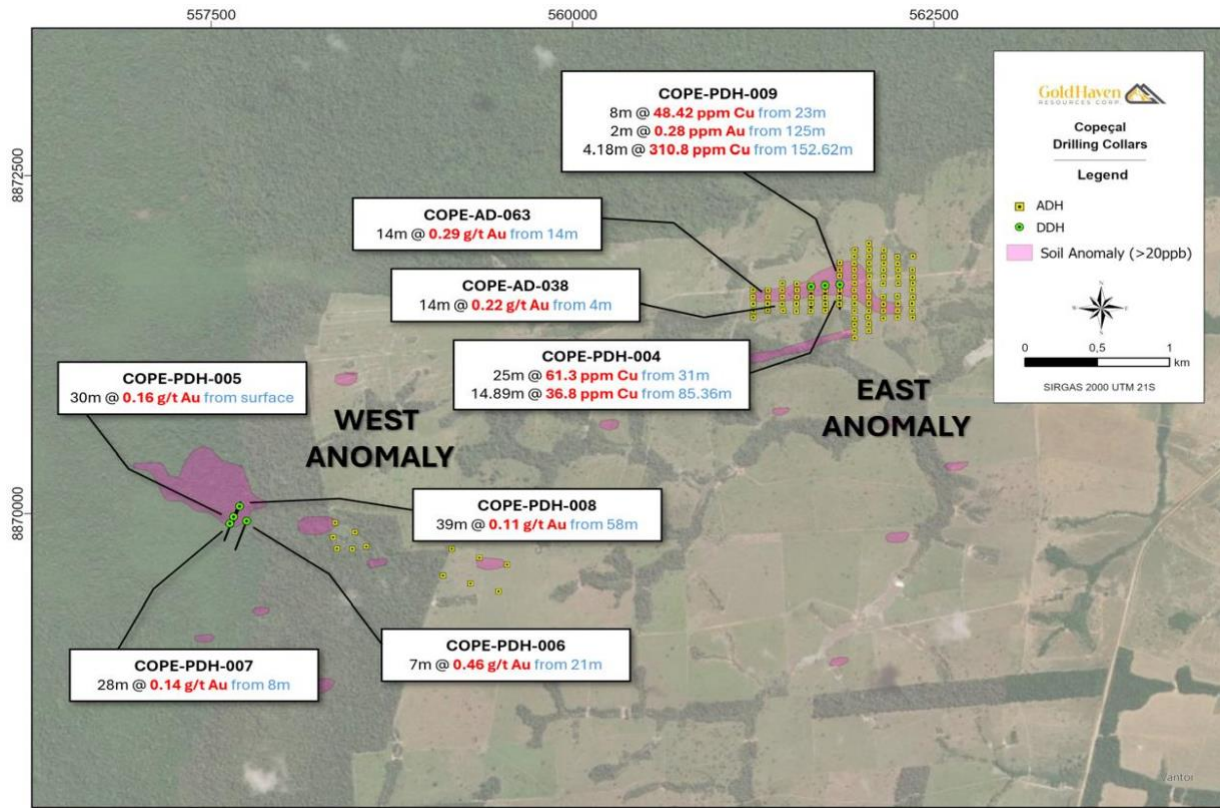 557500
560000
562500
8872500
8870000
COPE-PDH-009
8m @ 48.42 ppm Cu from 23m
2m @ 0.28 ppm Au from 125m
4.18m @ 310.8 ppm Cu from 152.62m
COPE-AD-063
14m @ 0.29 g/t Au from 14m
COPE-AD-038
14m @ 0.22 g/t Au from 4m
COPE-PDH-004
25m @ 61.3 ppm Cu from 31m
14.89m @ 36.8 ppm Cu from 85.36m
COPE-PDH-005
30m @ 0.16 g/t Au from surface
WEST
ANOMALY
EAST
ANOMALY
COPE-PDH-008
39m @ 0.11 g/t Au from 58m
COPE-PDH-006
7m @ 0.46 g/t Au from 21m
COPE-PDH-007
28m @ 0.14 g/t Au from 8m
GoldHaven
RESOURCES CORP.
Copeçal
Drilling Collars
Legend
ADH
DDH
Soil Anomaly (>20ppb)
N
W E
S
0 0,5 1
km
SIRGAS 2000 UTM 21S